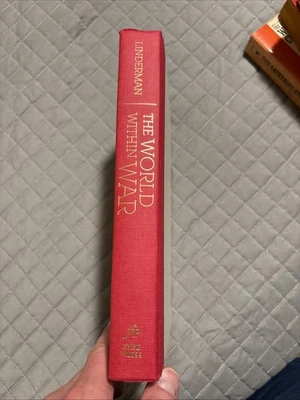 LINDERMAN
THE WORLD
WITHIN WAR
FREE
PRESS